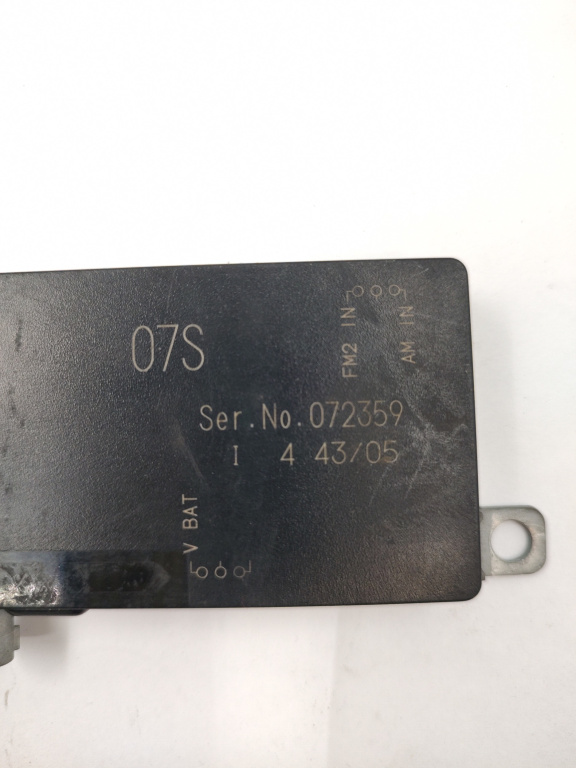 07S
FM2 IN
AM IN
Ser.No.072359
I 4 43/05
V BAT